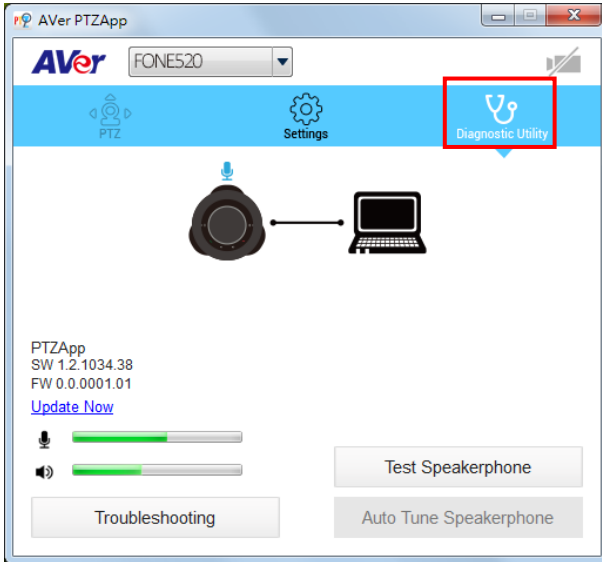 AVer PTZApp
AVer FONE520
PTZ Settings Diagnostic Utility
PTZApp
SW 1.2.1034.38
FW 0.0.0001.01
Update Now
Test Speakerphone
Troubleshooting Auto Tune Speakerphone